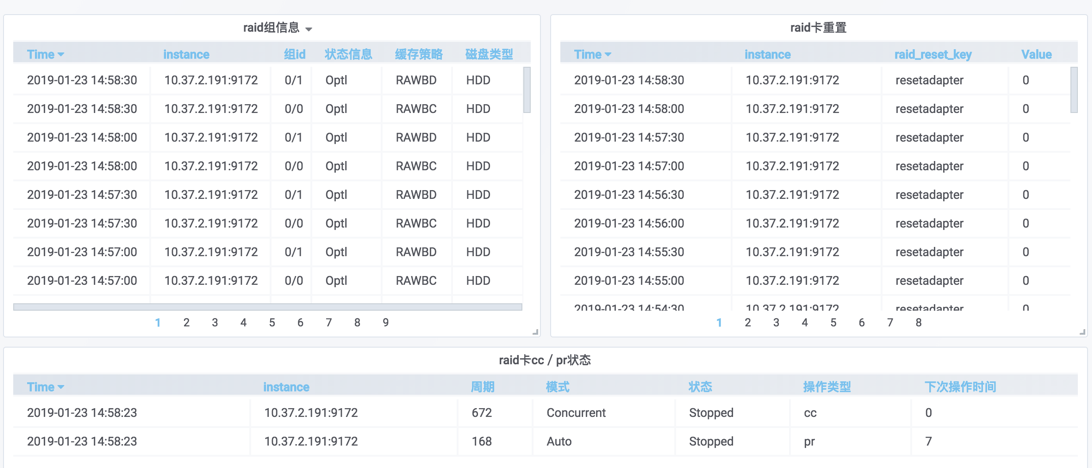 raid组信息
Time instance 组id 状态信息 缓存策略 磁盘类型
2019-01-23 14:58:30 10.37.2.191:9172 0/1 Optl RAWBD HDD
2019-01-23 14:58:00 10.37.2.191:9172 0/0 Optl RAWBC HDD
2019-01-23 14:58:00 10.37.2.191:9172 0/1 Optl RAWBD HDD
2019-01-23 14:58:00 10.37.2.191:9172 0/0 Optl RAWBC HDD
2019-01-23 14:57:30 10.37.2.191:9172 0/1 Optl RAWBD HDD
2019-01-23 14:57:30 10.37.2.191:9172 0/0 Optl RAWBC HDD
2019-01-23 14:57:00 10.37.2.191:9172 0/1 Optl RAWBD HDD
2019-01-23 14:57:00 10.37.2.191:9172 0/0 Optl RAWBC HDD
1 2 3 4 5 6 7 8 9
raid卡重置
Time instance raid_reset_key Value
2019-01-23 14:58:30 10.37.2.191:9172 resetadapter 0
2019-01-23 14:58:00 10.37.2.191:9172 resetadapter 0
2019-01-23 14:57:30 10.37.2.191:9172 resetadapter 0
2019-01-23 14:57:00 10.37.2.191:9172 resetadapter 0
2019-01-23 14:56:30 10.37.2.191:9172 resetadapter 0
2019-01-23 14:56:00 10.37.2.191:9172 resetadapter 0
2019-01-23 14:55:30 10.37.2.191:9172 resetadapter 0
2019-01-23 14:55:00 10.37.2.191:9172 resetadapter 0
2019-01-23 14:54:30 10.37.2.191:9172 resetadapter 0
1 2 3 4 5 6 7 8
raid卡cc / pr状态
Time instance 周期 模式 状态 操作类型 下次操作时间
2019-01-23 14:58:23 10.37.2.191:9172 672 Concurrent Stopped cc 0
2019-01-23 14:58:23 10.37.2.191:9172 168 Auto Stopped pr 7